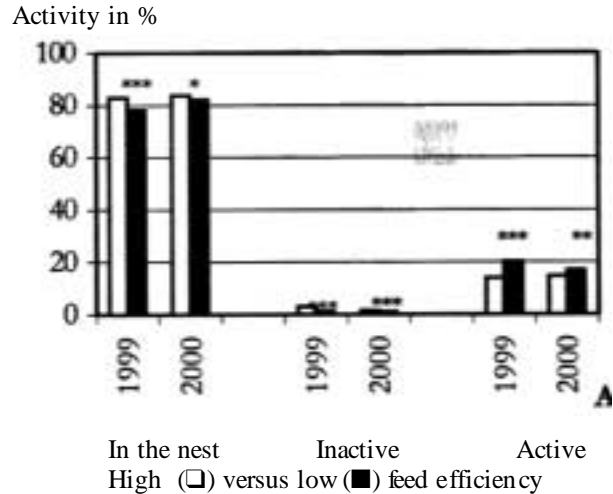 Activity in %
100
80
60
40
20
0
*** * *** *** *** **
1999 2000 1999 2000 1999 2000
A
In the nest Inactive Active
High (❏) versus low (■) feed efficiency